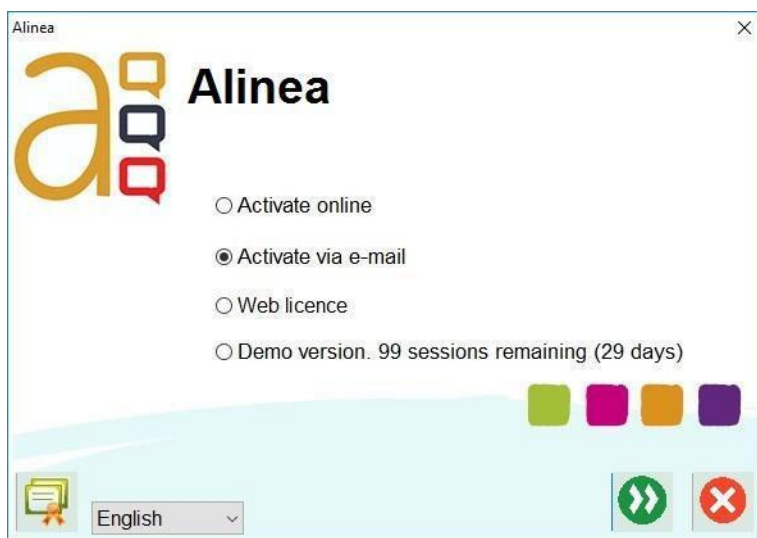 Alinea
Alinea
Activate online
Activate via e-mail
Web licence
Demo version. 99 sessions remaining (29 days)
English